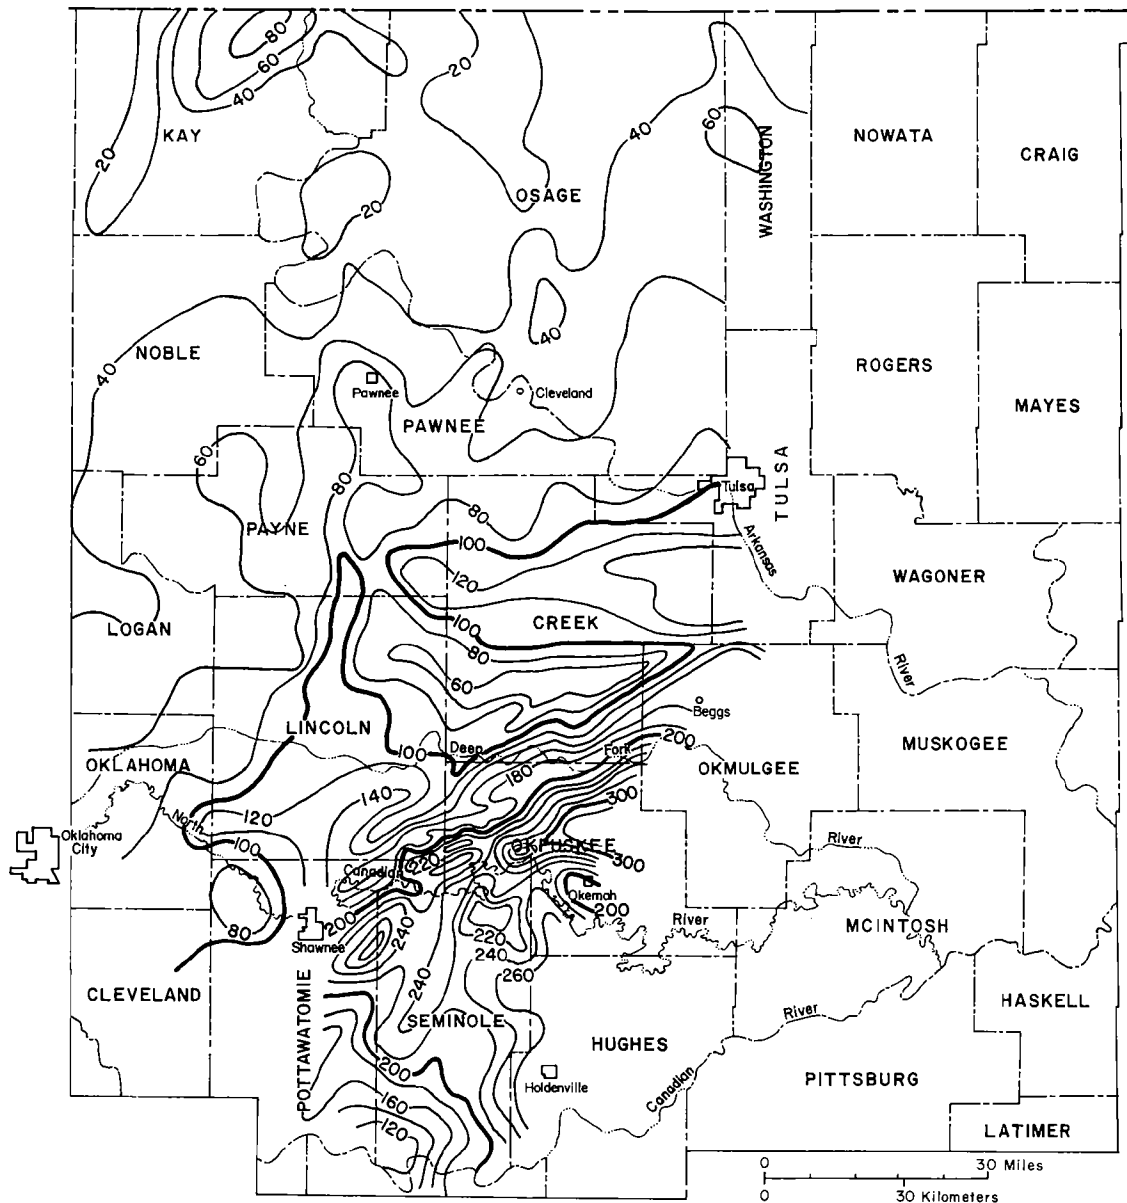 80
60
40
20
KAY
20
20
40
60
WASHINGTON
NOWATA
CRAIG
OSAGE
20
40
NOBLE
40
Pawnee
Cleveland
PAWNEE
ROGERS
MAYES
60
80
PAYNE
80
Tulsa
TULSA
100
Arkansas
120
WAGONER
LOGAN
100
CREEK
80
60
River
Beggs
LINCOLN
100
Deep
Fork
200
MUSKOGEE
OKLAHOMA
180
OKMULGEE
140
300
120
North
Oklahoma
City
100
OKFUSKEE
River
220
300
Canadian
Okemah
200
80
200
River
MCINTOSH
Shawnee
240
220
240
260
CLEVELAND
240
HASKELL
POTTAWATOMIE
SEMINOLE
River
HUGHES
200
Holdenville
Canadian
PITTSBURG
160
120
LATIMER
0 30 Miles
0 30 Kilometers